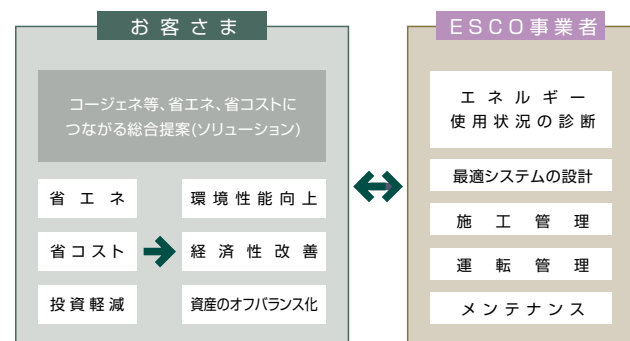 お客さま
コージェネ等、省エネ、省コストに
つながる総合提案(ソリューション)
省エネ
環境性能向上
省コスト
経済性改善
投資軽減
資産のオフバランス化
ESCO事業者
エネルギー
使用状況の診断
最適システムの設計
施工管理
運転管理
メンテナンス